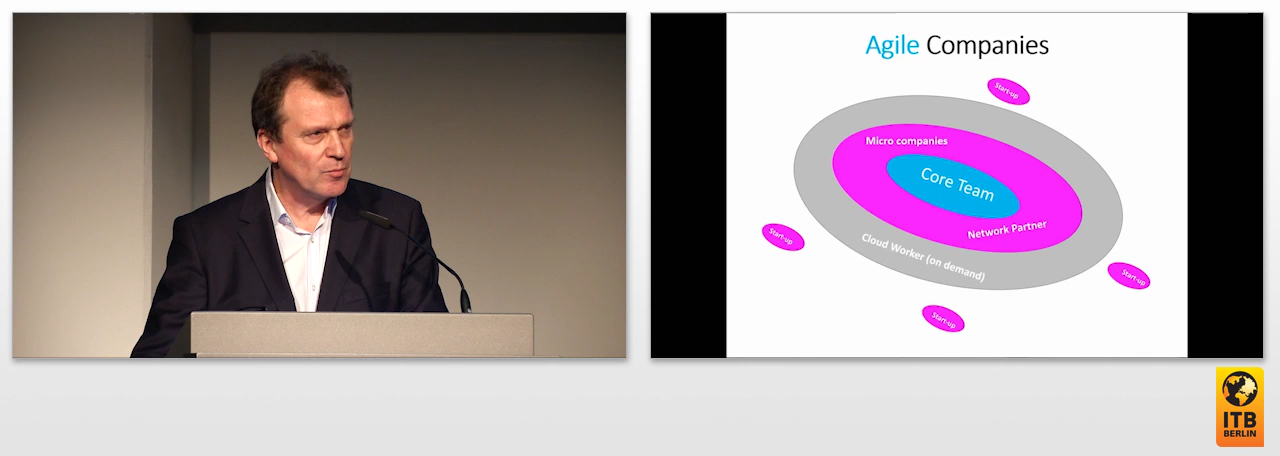 Agile Companies
Start-up
Micro companies
Core Team
Network Partner
Start-up
Cloud Worker (on demand)
Start-up
Start-up
ITB
BERLIN